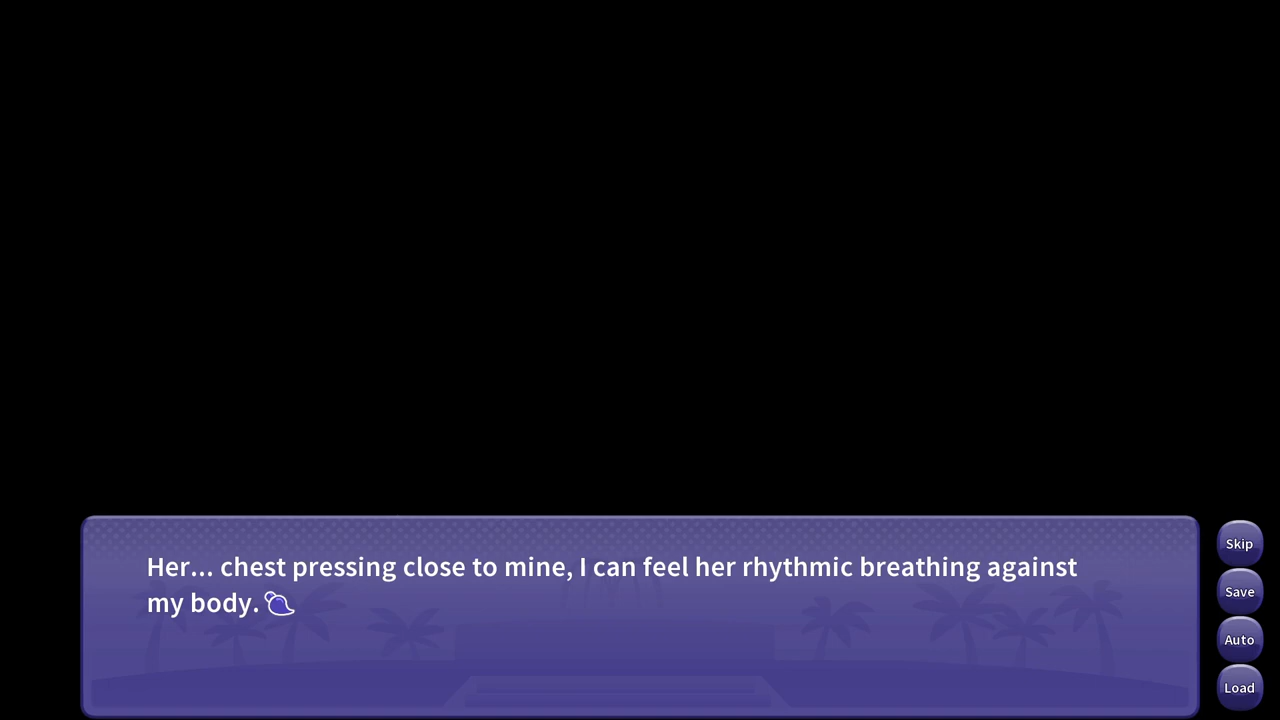 Her... chest pressing close to mine, I can feel her rhythmic breathing against
my body.
Skip
Save
Auto
Load